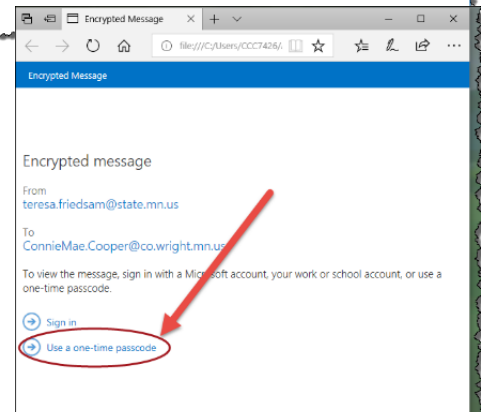 Encrypted Message
file:///C:/Users/CCC7426/.
Encrypted Message
Encrypted message
From
teresa.friedsam@state.mn.us
To
ConnieMae.Cooper@co.wright.mn.us
To view the message, sign in with a Microsoft account, your work or school account, or use a
one-time passcode.
Sign in
Use a one-time passcode